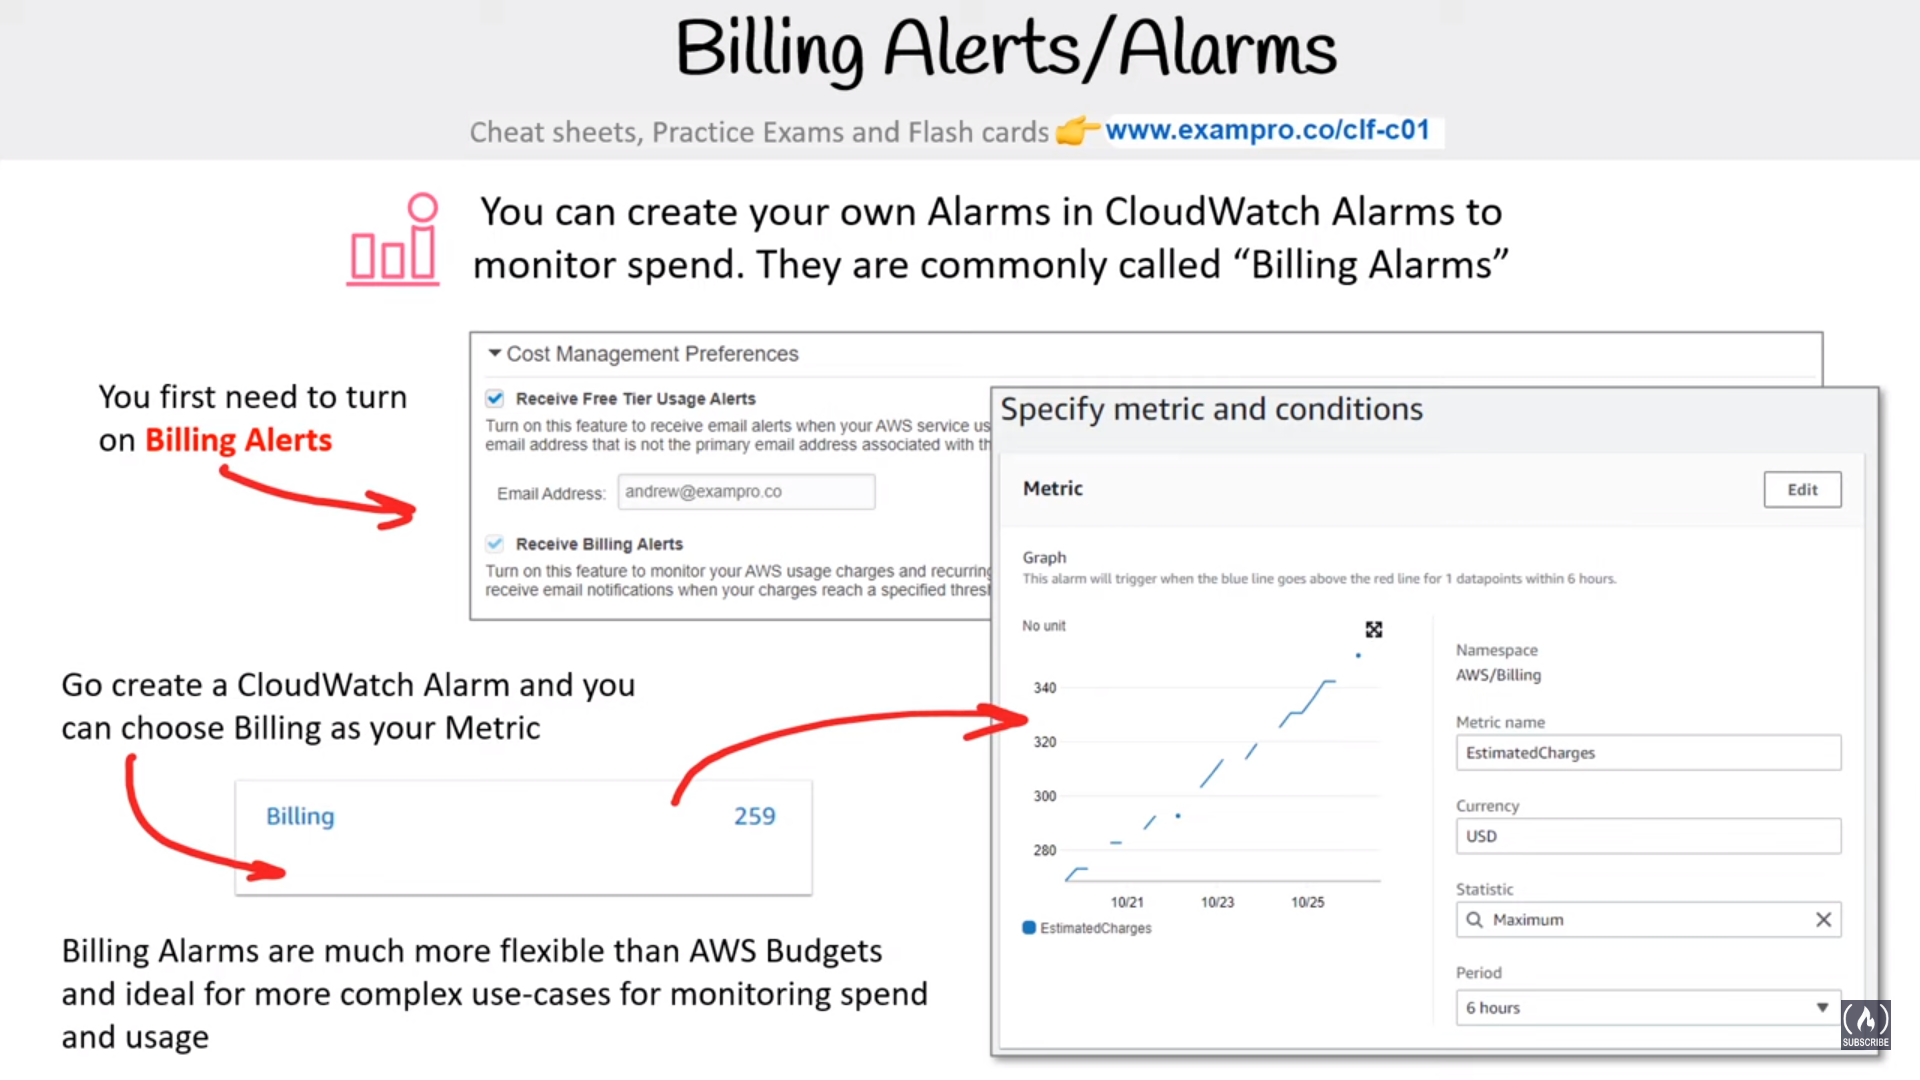 Billing Alerts/Alarms
Cheat sheets, Practice Exams and Flash cards 👉 www.exampro.co/clf-c01
You can create your own Alarms in CloudWatch Alarms to
monitor spend. They are commonly called “Billing Alarms”
You first need to turn
on Billing Alerts
Cost Management Preferences
Receive Free Tier Usage Alerts
Turn on this feature to receive email alerts when your AWS service us
email address that is not the primary email address associated with th
Email Address: andrew@exampro.co
Receive Billing Alerts
Turn on this feature to monitor your AWS usage charges and recurring
receive email notifications when your charges reach a specified thresh
Go create a CloudWatch Alarm and you
can choose Billing as your Metric
Billing 259
Billing Alarms are much more flexible than AWS Budgets
and ideal for more complex use-cases for monitoring spend
and usage
Specify metric and conditions
Metric
Edit
Graph
This alarm will trigger when the blue line goes above the red line for 1 datapoints within 6 hours.
No unit
340
320
300
280
10/21 10/23 10/25
EstimatedCharges
Namespace
AWS/Billing
Metric name
EstimatedCharges
Currency
USD
Statistic
Maximum
Period
6 hours
SUBSCRIBE